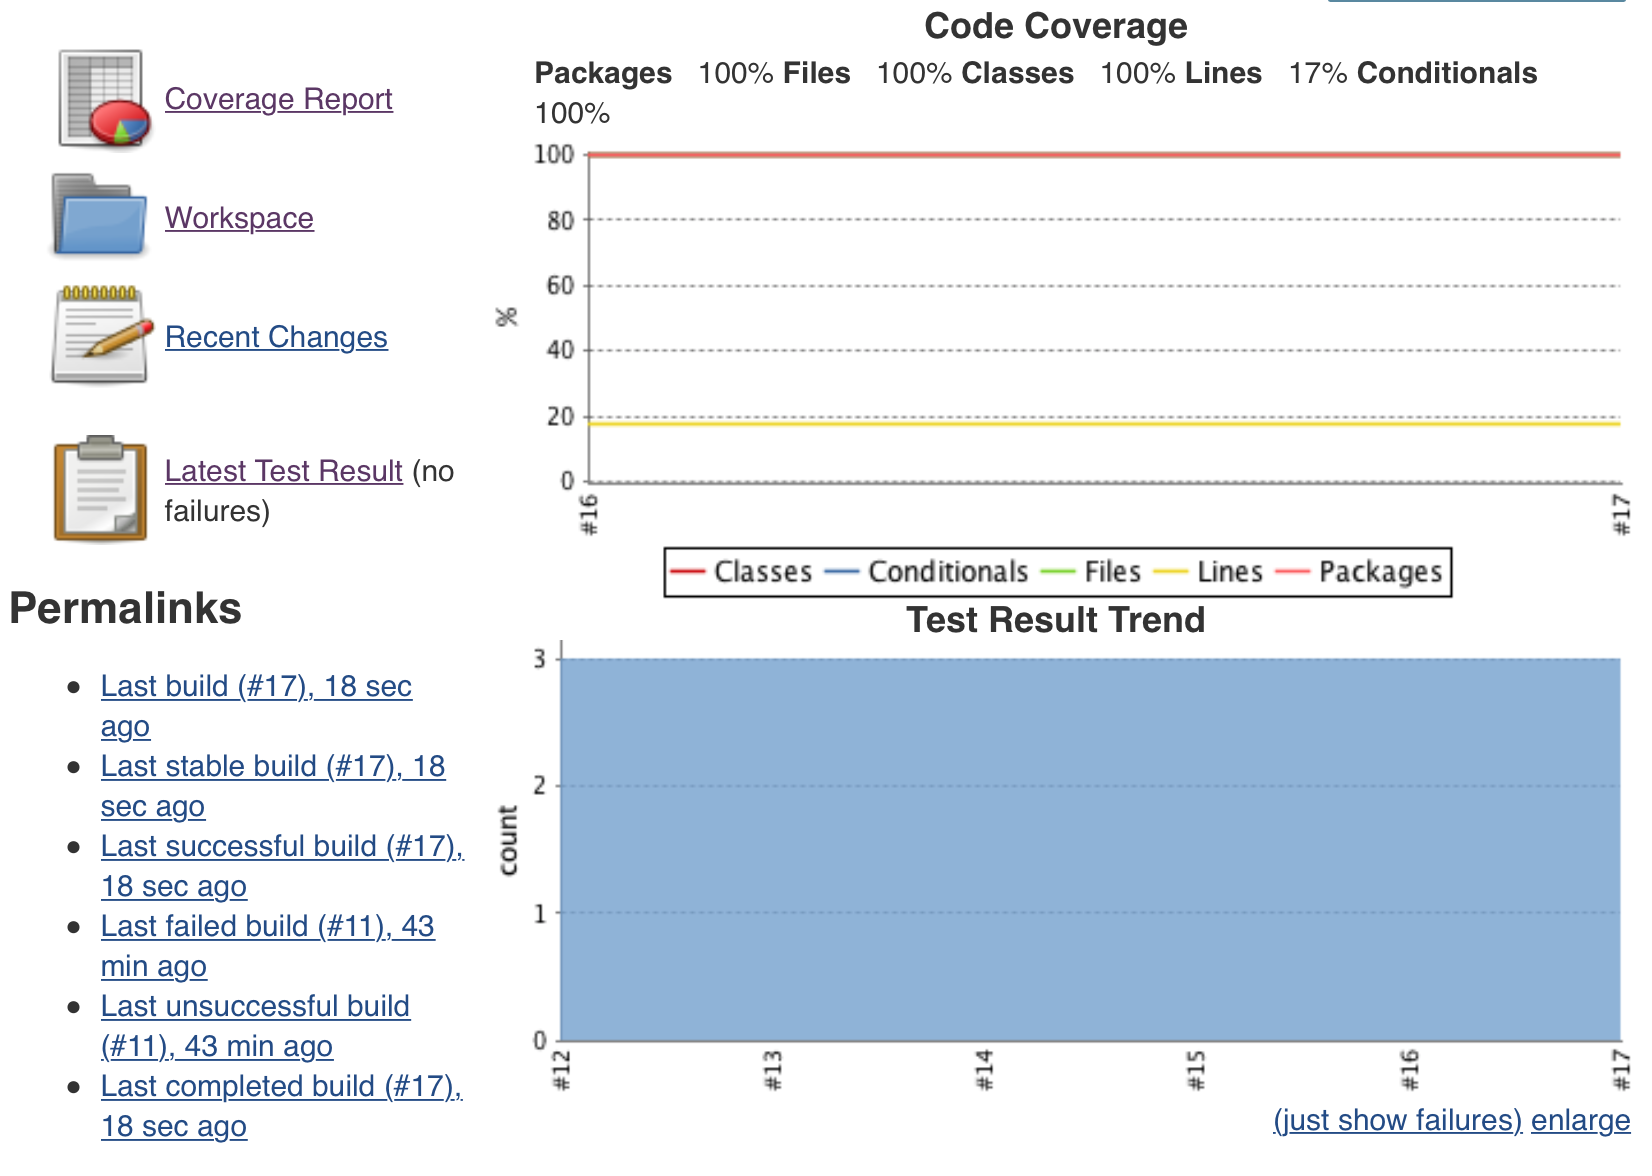 Coverage Report
Workspace
Recent Changes
Latest Test Result (no
failures)
Permalinks
Last build (#17), 18 sec
ago
Last stable build (#17), 18
sec ago
Last successful build (#17),
18 sec ago
Last failed build (#11), 43
min ago
Last unsuccessful build
(#11), 43 min ago
Last completed build (#17),
18 sec ago
Code Coverage
Packages 100% Files 100% Classes 100% Lines 17% Conditionals
100%
100
80
60
40
20
0
%
#16
#17
Classes Conditionals Files Lines Packages
Test Result Trend
3
2
1
0
count
#12
#13
#14
#15
#16
#17
(just show failures) enlarge